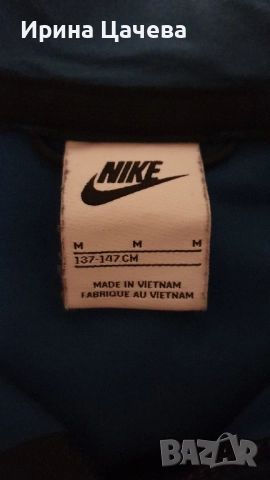 Ирина Цачева
NIKE
M M M
137-147 CM
MADE IN VIETNAM
FABRIQUE AU VIETNAM
BAZAR